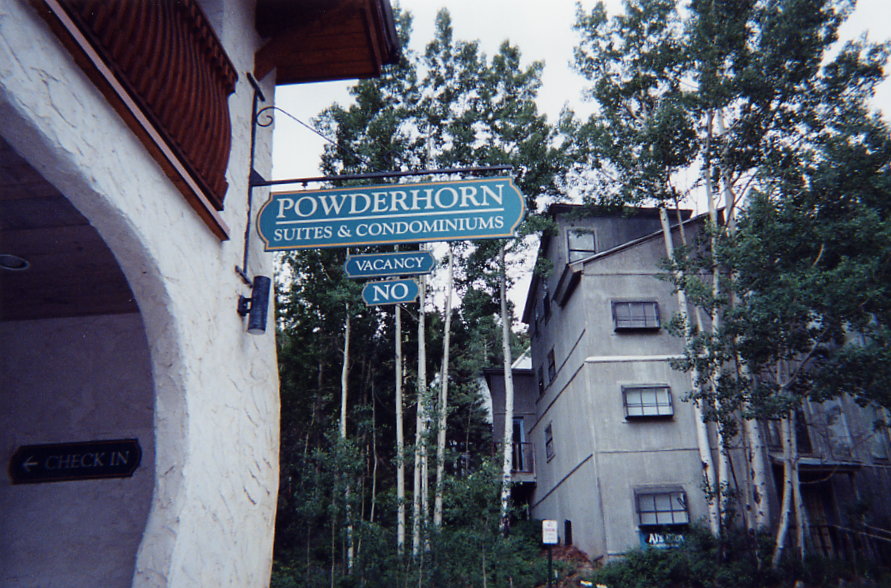 POWDERHORN
SUITES & CONDOMINIUMS
VACANCY
NO
← CHECK IN